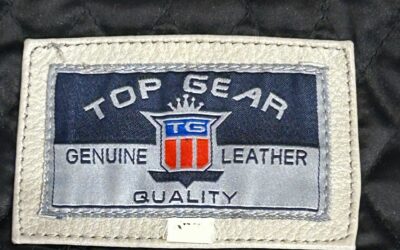 TOP GEAR
TG
GENUINE LEATHER
QUALITY